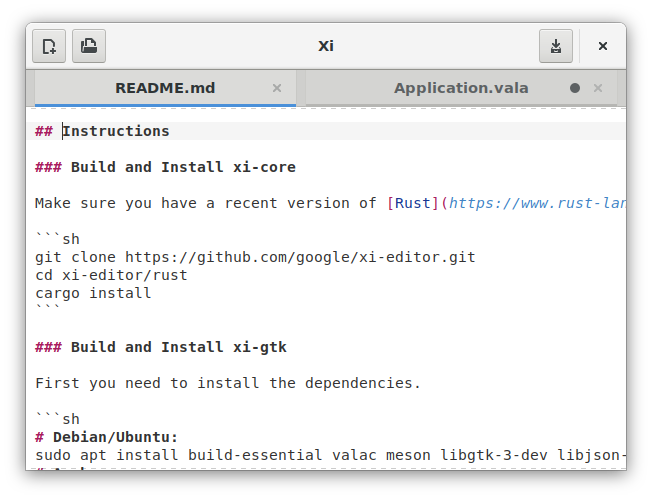 Xi
README.md
Application.vala
## Instructions
### Build and Install xi-core
Make sure you have a recent version of [Rust](https://www.rust-lan
```sh
git clone https://github.com/google/xi-editor.git
cd xi-editor/rust
cargo install
```
### Build and Install xi-gtk
First you need to install the dependencies.
```sh
# Debian/Ubuntu:
sudo apt install build-essential valac meson libgtk-3-dev libjson-